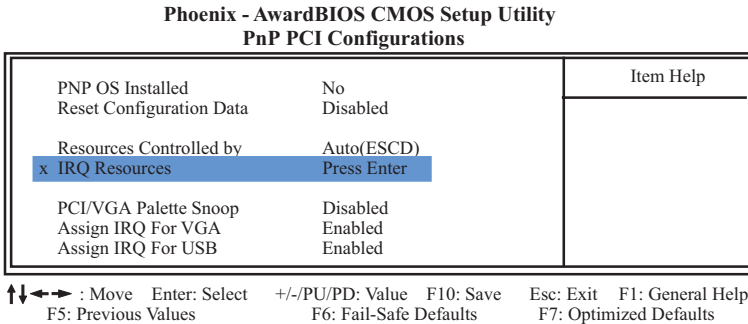 Phoenix - AwardBIOS CMOS Setup Utility
PnP PCI Configurations
Item Help
PNP OS Installed No
Reset Configuration Data Disabled
Resources Controlled by Auto(ESCD)
x IRQ Resources Press Enter
PCI/VGA Palette Snoop Disabled
Assign IRQ For VGA Enabled
Assign IRQ For USB Enabled
: Move Enter: Select +/-/PU/PD: Value F10: Save Esc: Exit F1: General Help
F5: Previous Values F6: Fail-Safe Defaults F7: Optimized Defaults